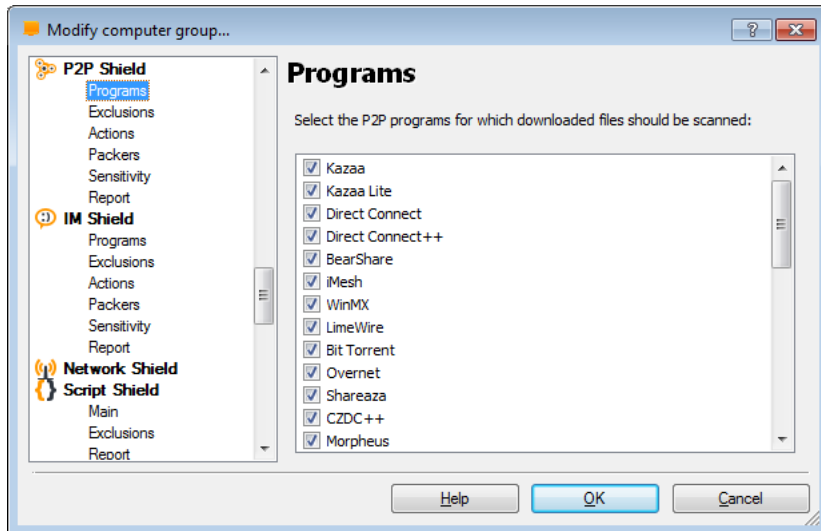 Modify computer group...
P2P Shield
Programs
Exclusions
Actions
Packers
Sensitivity
Report
IM Shield
Programs
Exclusions
Actions
Packers
Sensitivity
Report
Network Shield
Script Shield
Main
Exclusions
Report
Programs
Select the P2P programs for which downloaded files should be scanned:
Kazaa
Kazaa Lite
Direct Connect
Direct Connect++
BearShare
iMesh
WinMX
LimeWire
Bit Torrent
Overnet
Shareaza
CZDC++
Morpheus
Help
OK
Cancel